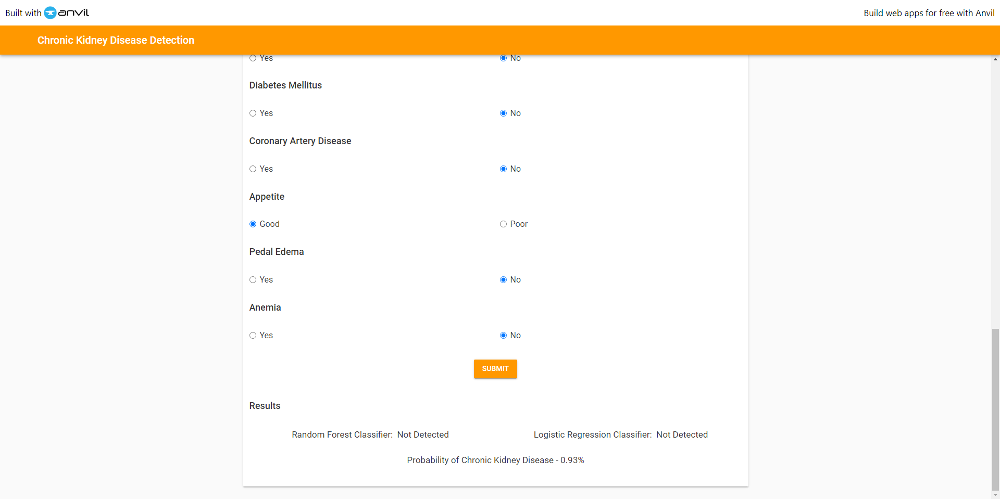 Built with anvil
Build web apps for free with Anvil
Chronic Kidney Disease Detection
Yes No
Diabetes Mellitus
Yes No
Coronary Artery Disease
Yes No
Appetite
Good Poor
Pedal Edema
Yes No
Anemia
Yes No
SUBMIT
Results
Random Forest Classifier: Not Detected Logistic Regression Classifier: Not Detected
Probability of Chronic Kidney Disease - 0.93%